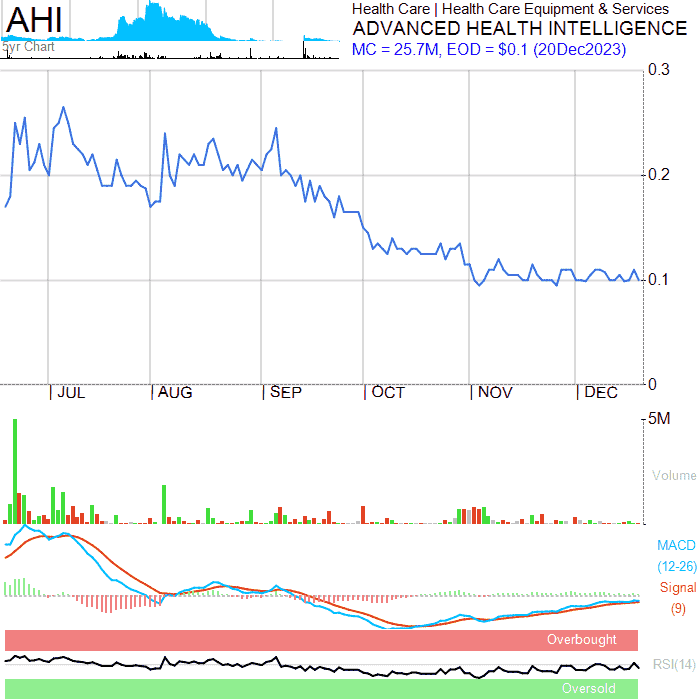 AHI
5yr Chart
Health Care | Health Care Equipment & Services
ADVANCED HEALTH INTELLIGENCE
MC = 25.7M, EOD = $0.1 (20Dec2023)
0.3
0.2
0.1
0
JUL AUG SEP OCT NOV DEC
5M
Volume
MACD
(12-26)
Signal
(9)
Overbought
RSI(14)
Oversold